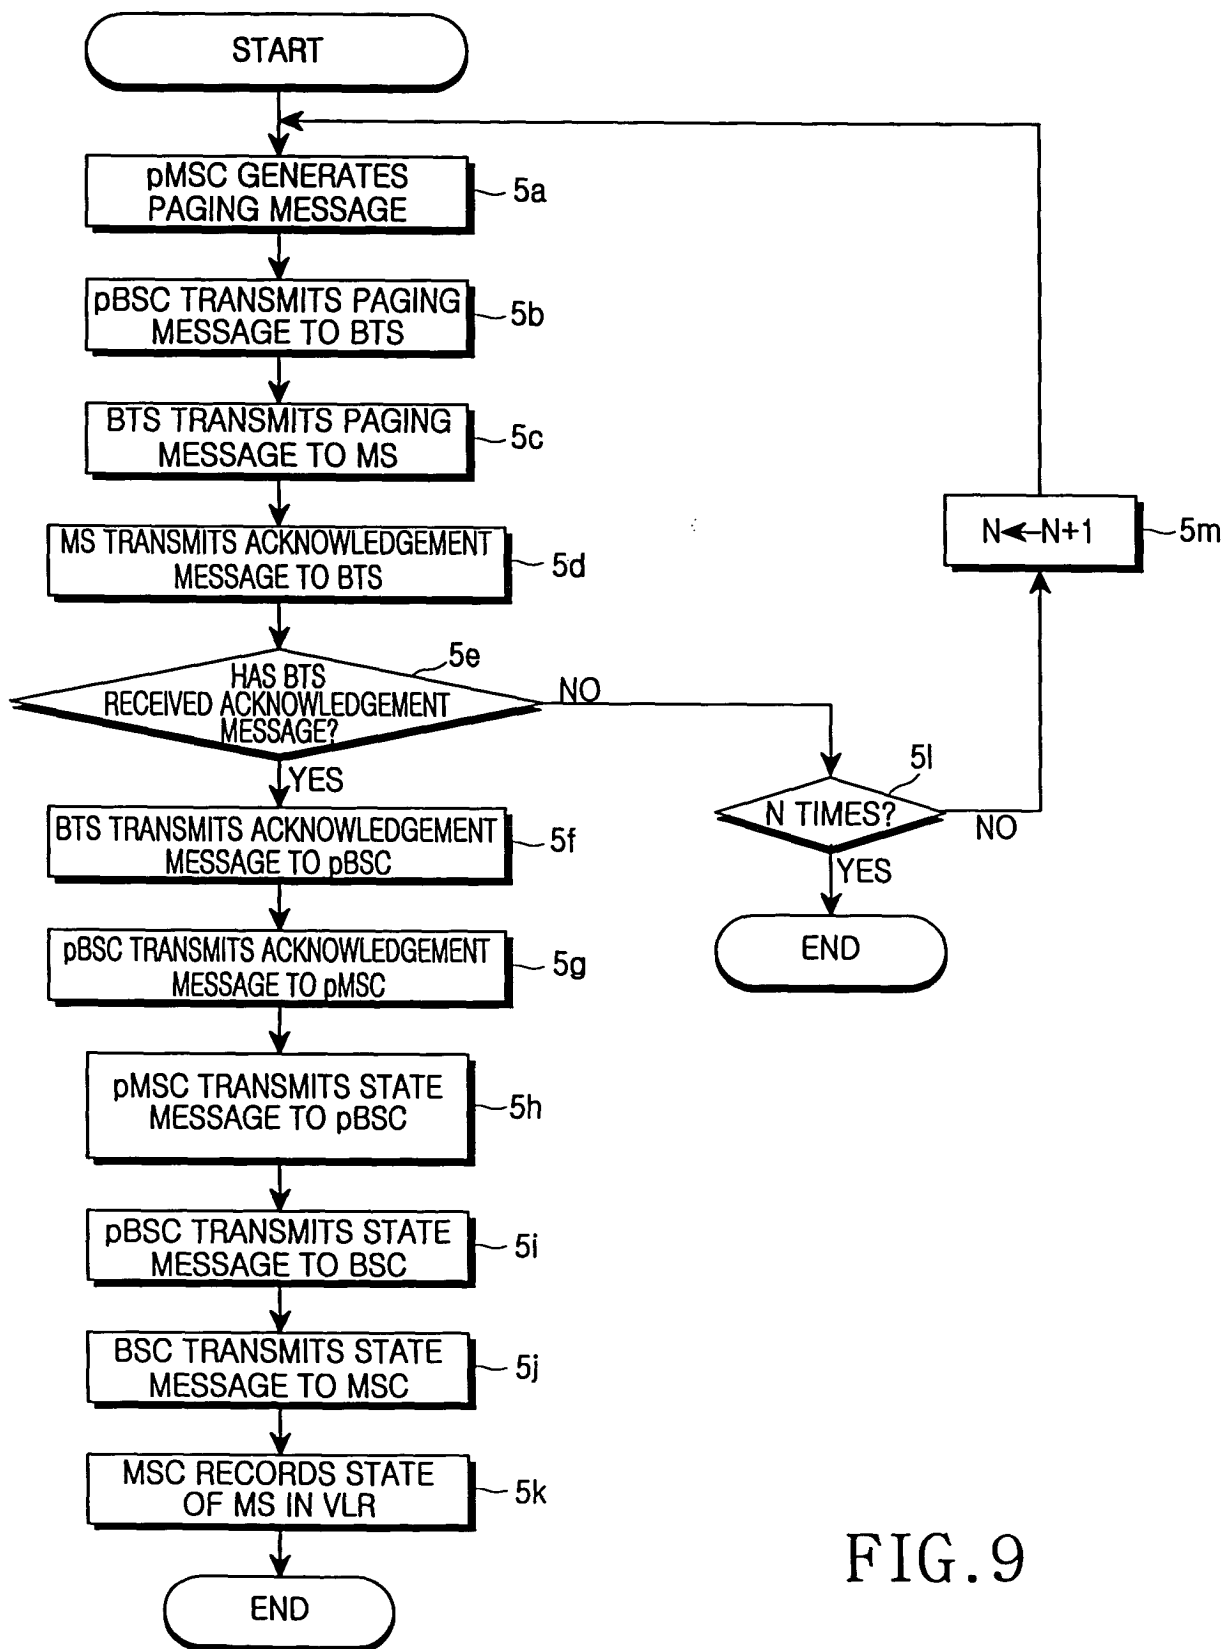 START
pMSC GENERATES
PAGING MESSAGE
5a
pBSC TRANSMITS PAGING
MESSAGE TO BTS
5b
BTS TRANSMITS PAGING
MESSAGE TO MS
5c
MS TRANSMITS ACKNOWLEDGEMENT
MESSAGE TO BTS
5d
N←N+1
5m
HAS BTS
RECEIVED ACKNOWLEDGEMENT
MESSAGE?
5e
NO
YES
N TIMES?
5l
NO
YES
END
BTS TRANSMITS ACKNOWLEDGEMENT
MESSAGE TO pBSC
5f
pBSC TRANSMITS ACKNOWLEDGEMENT
MESSAGE TO pMSC
5g
pMSC TRANSMITS STATE
MESSAGE TO pBSC
5h
pBSC TRANSMITS STATE
MESSAGE TO BSC
5i
BSC TRANSMITS STATE
MESSAGE TO MSC
5j
MSC RECORDS STATE
OF MS IN VLR
5k
END
FIG.9